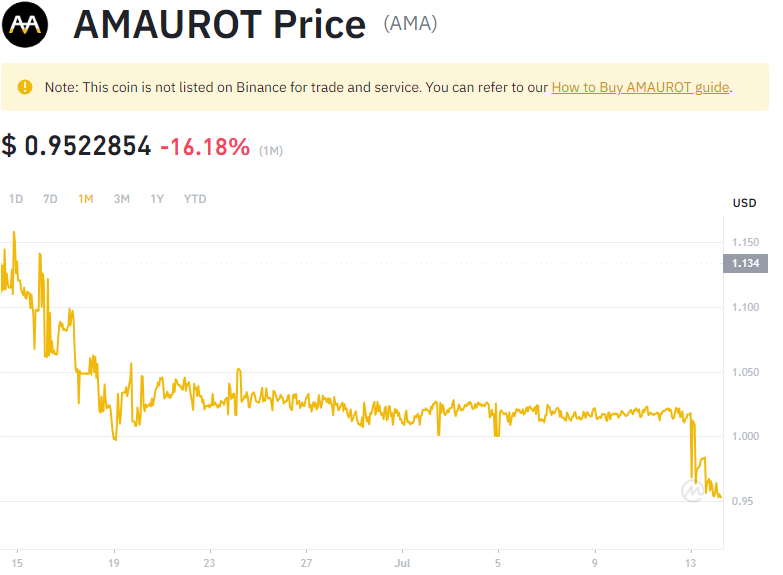 AMAUROT Price (AMA)
Note: This coin is not listed on Binance for trade and service. You can refer to our How to Buy AMAUROT guide.
$ 0.9522854 -16.18% (1M)
1D 7D 1M 3M 1Y YTD
USD
1.150
1.134
1.100
1.050
1.000
0.95
15 19 23 27 Jul 5 9 13